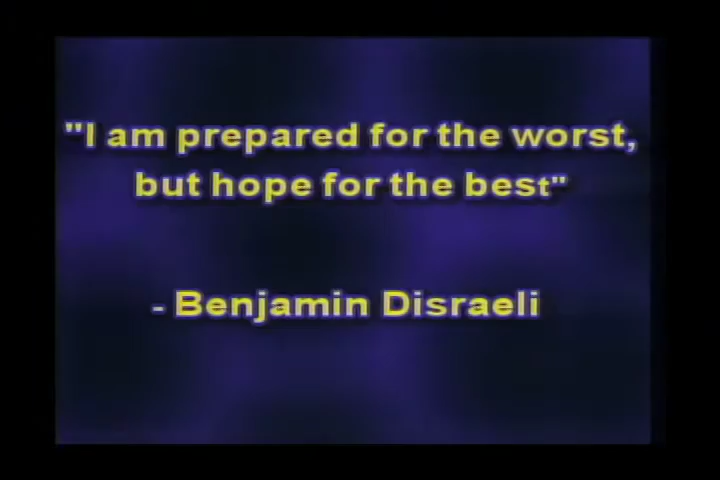 "I am prepared for the worst,
but hope for the best"
- Benjamin Disraeli